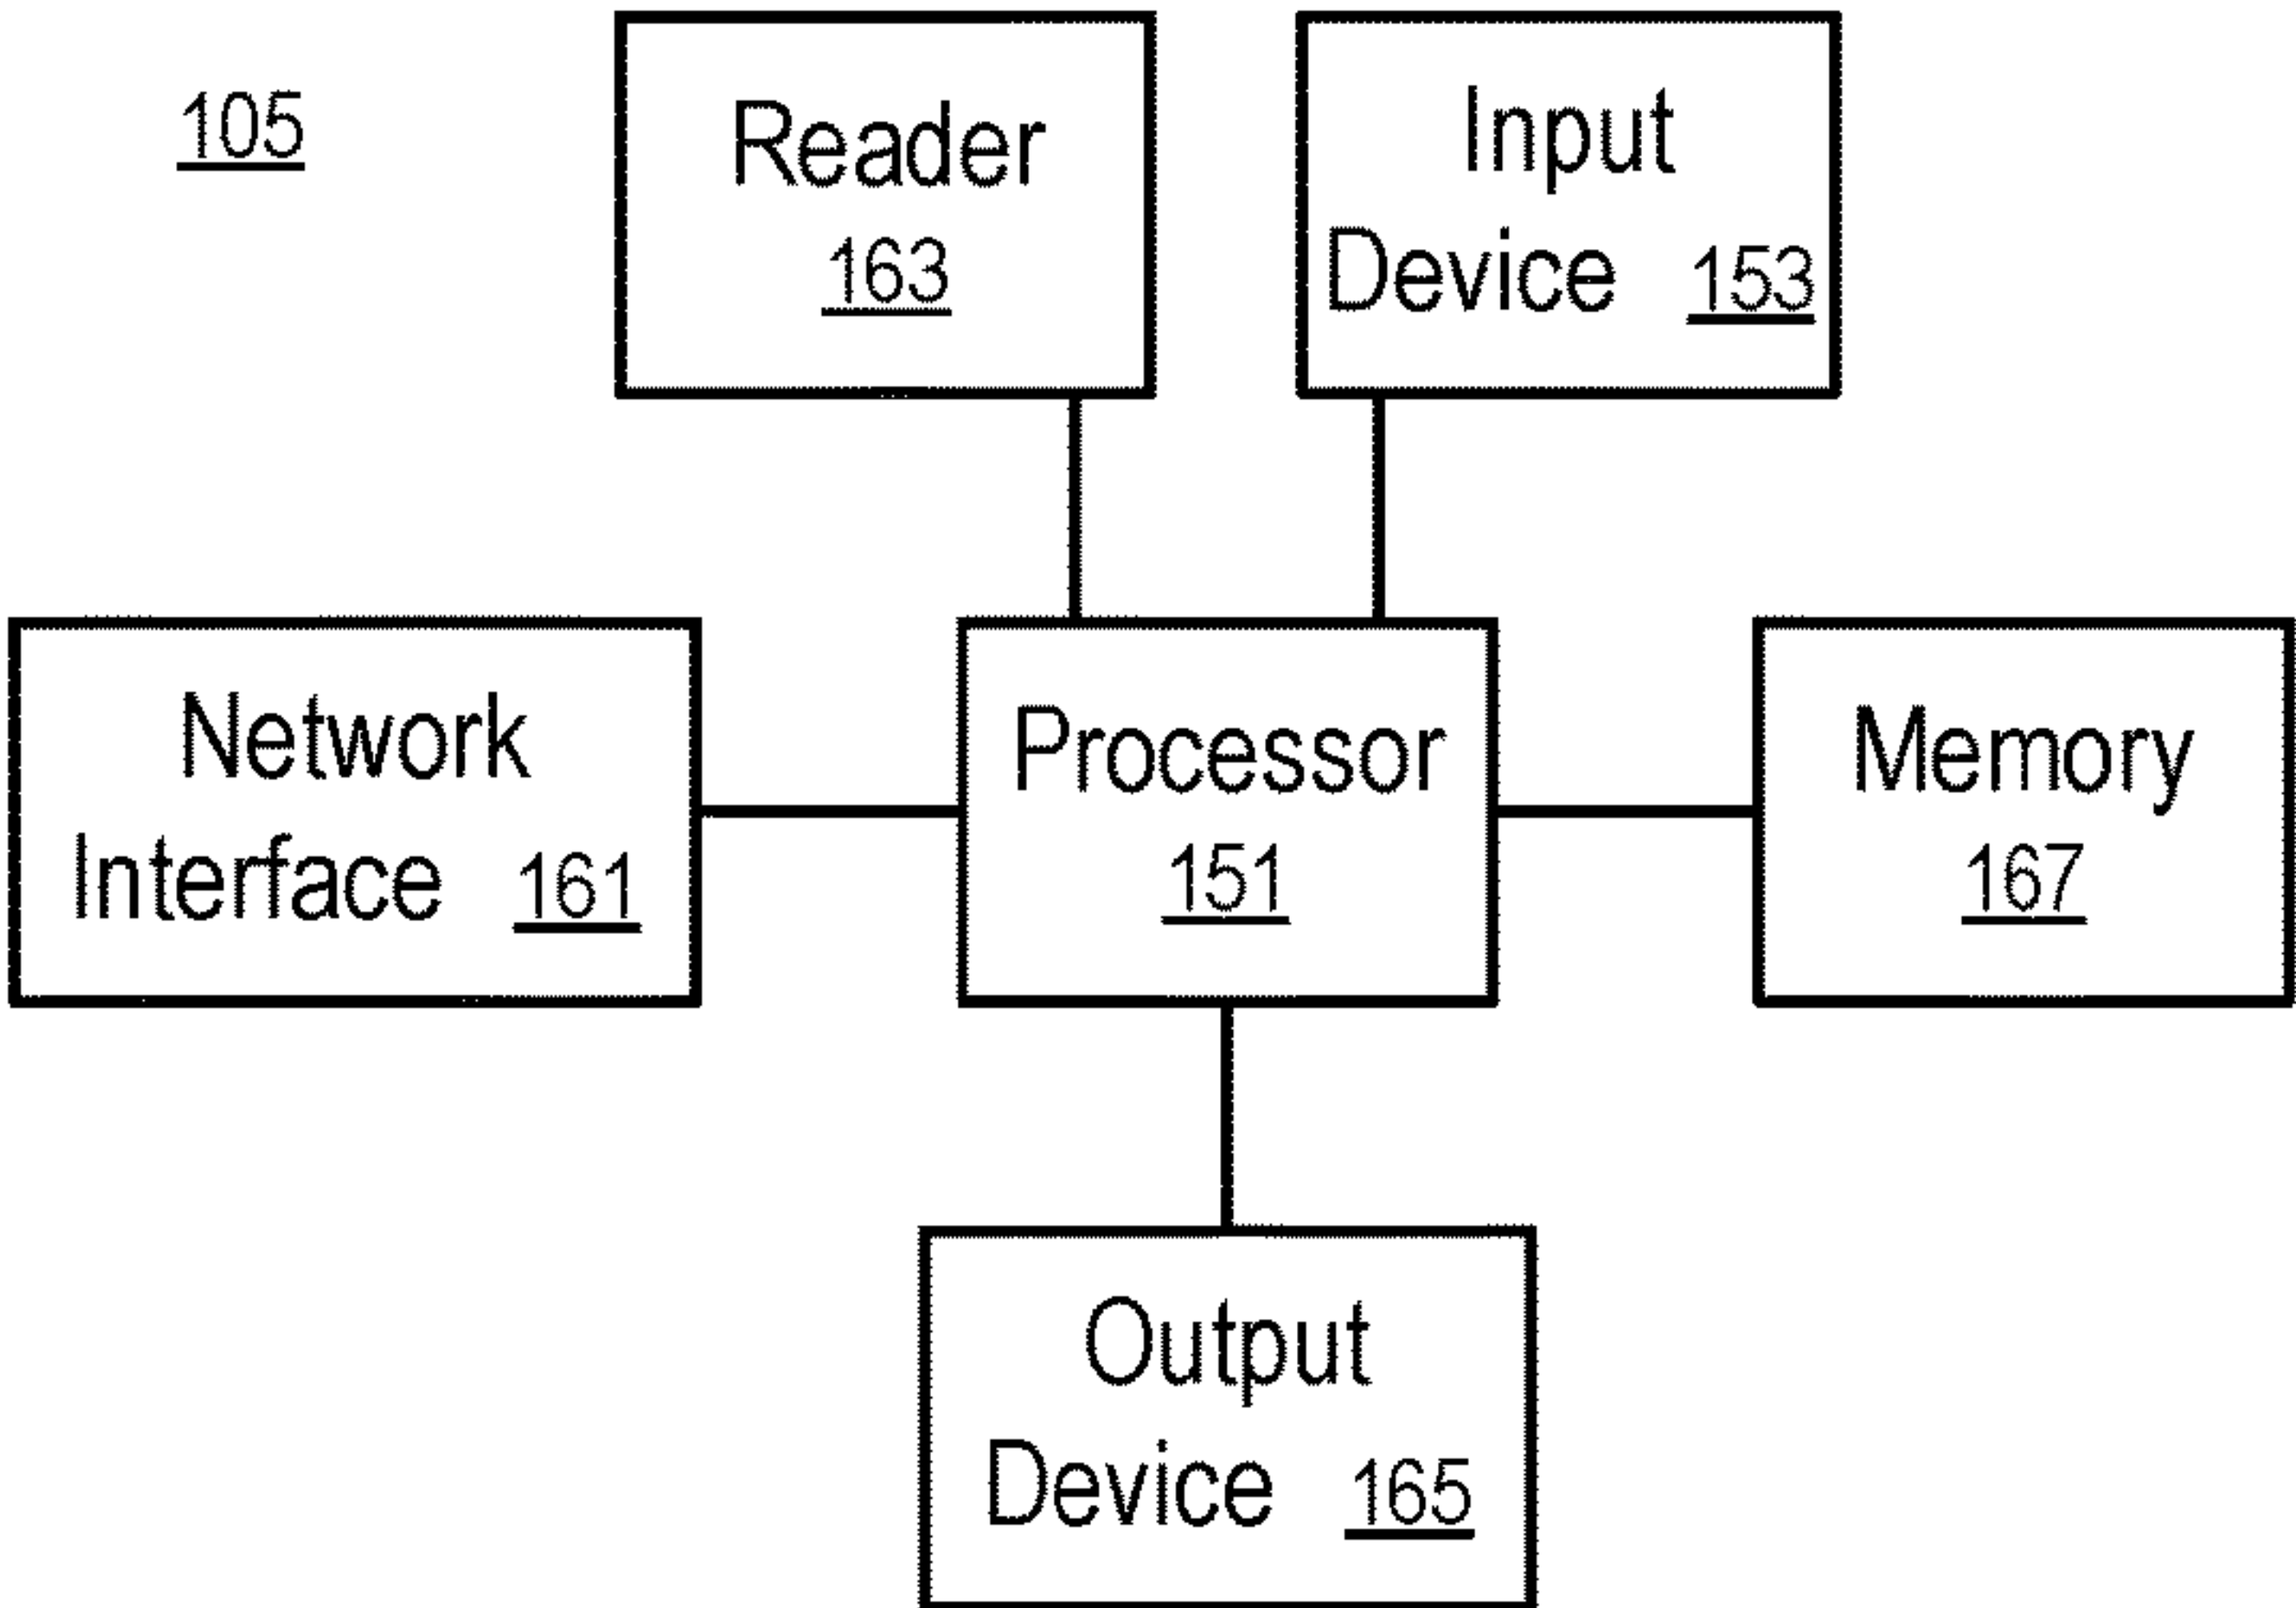 105
Reader
163
Input
Device 153
Network
Interface 161
Processor
151
Memory
167
Output
Device 165